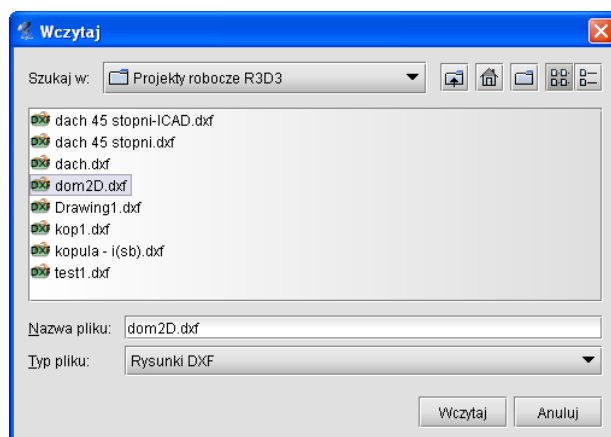 Wczytaj
Szukaj w: Projekty robocze R3D3
dach 45 stopni-ICAD.dxf
dach 45 stopni.dxf
dach.dxf
dom2D.dxf
Drawing1.dxf
kop1.dxf
kopula - i(sb).dxf
test1.dxf
Nazwa pliku: dom2D.dxf
Typ pliku: Rysunki DXF
Wczytaj Anuluj